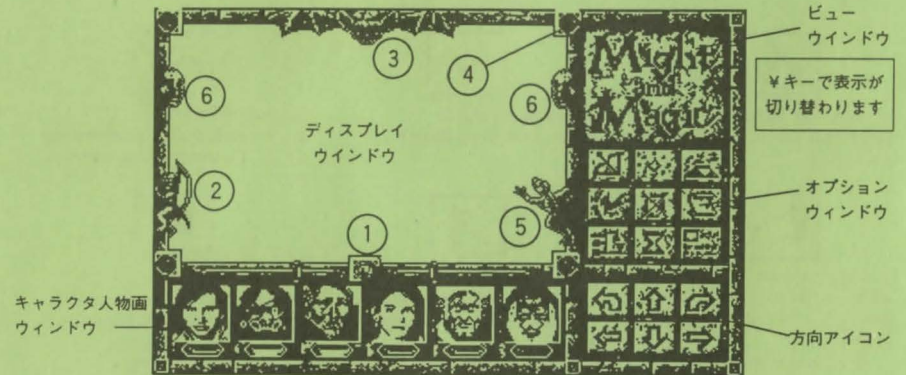 ビュー
ウインドウ
¥キーで表示が
切り替わります
Might
and
Magic
③
④
⑥
⑥
ディスプレイ
ウインドウ
②
⑤
①
オプション
ウィンドウ
キャラクタ人物画
ウィンドウ
方向アイコン